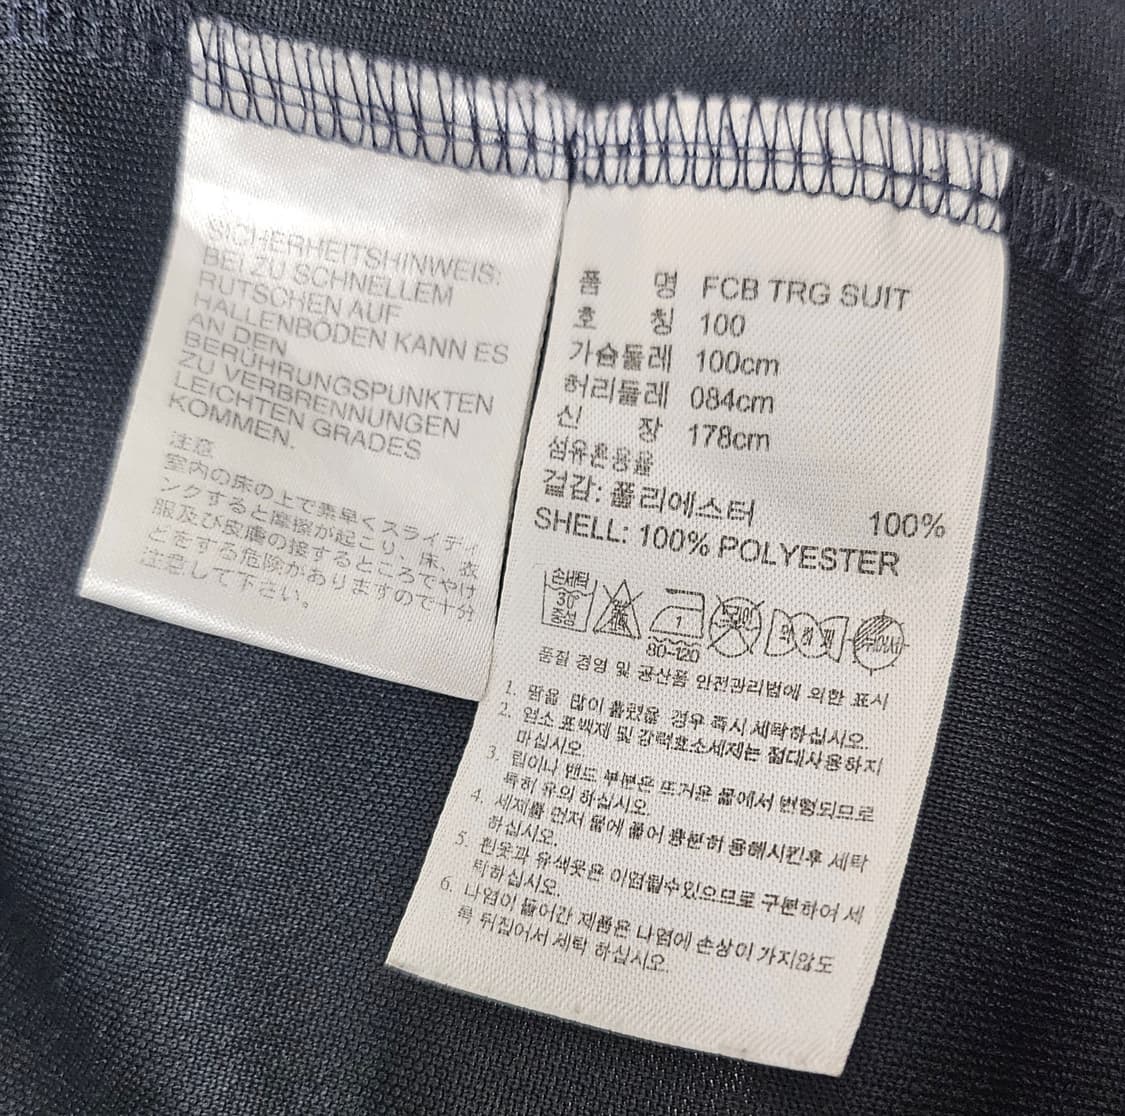 SICHERHEITSHINWEIS:
BEI ZU SCHNELLEM
RUTSCHEN AUF
HALLENBÖDEN KANN ES
AN DEN
BERÜHRUNGSPUNKTEN
ZU VERBRENNUNGEN
LEICHTEN GRADES
KOMMEN.
注意
室内の床の上で素早くスライディ
ングすると摩擦が起こり、床、衣
服及び皮膚の接するところでやけ
どをする危険がありますので十分
注意して下さい。
품 명 FCB TRG SUIT
호 칭 100
가슴둘레 100cm
허리둘레 084cm
신 장 178cm
섬유혼용율
겉감: 폴리에스터 100%
SHELL: 100% POLYESTER
손세탁
30°
중성
1
80~120
드라이
품질 경영 및 공산품 안전관리법에 의한 표시
1. 땀을 많이 흘렸을 경우 즉시 세탁하십시오.
2. 염소 표백제 및 강력효소세제는 절대사용하지
마십시오.
3. 립이나 밴드 부분은 뜨거운 물에서 변형되므로
특히 유의 하십시오.
4. 세제를 먼저 물에 풀어 충분히 용해시킨후 세탁
하십시오.
5. 흰옷과 유색옷은 이염될수있으므로 구분하여 세
탁하십시오.
6. 나염이 들어간 제품은 나염에 손상이 가지않도
록 뒤집어서 세탁 하십시오.